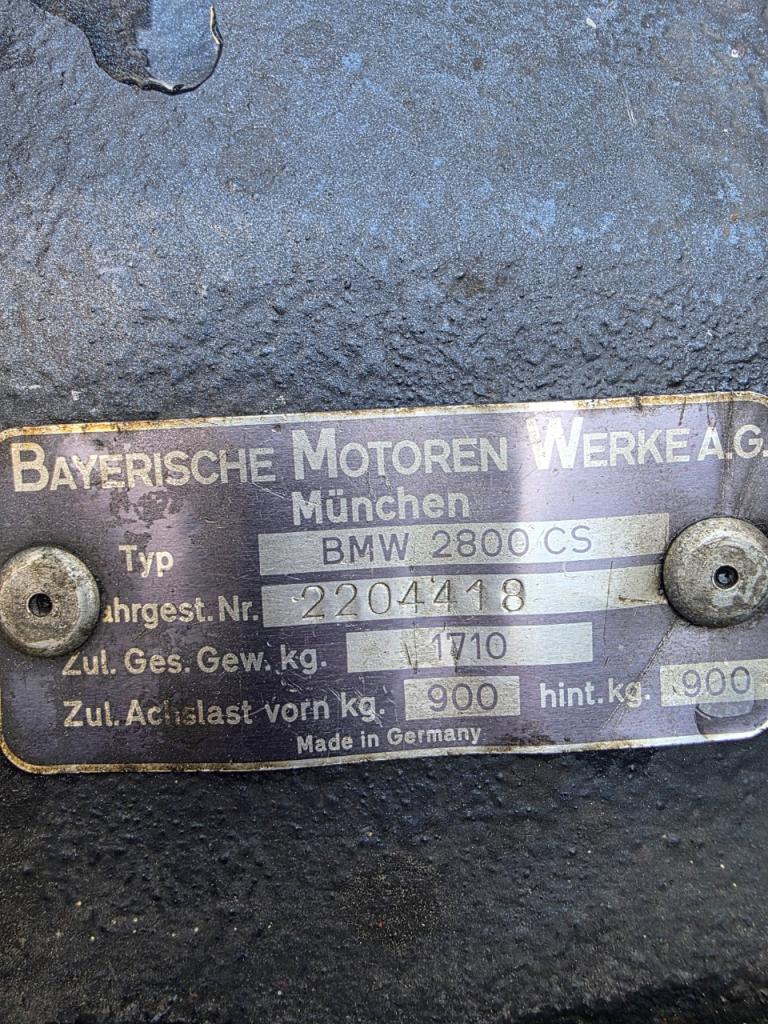 BAYERISCHE MOTOREN WERKE A.G.
München
Typ BMW 2800 CS
ahrgest. Nr. 2204418
Zul. Ges. Gew. kg. 1710
Zul. Achslast vorn kg. 900 hint. kg. 900
Made in Germany